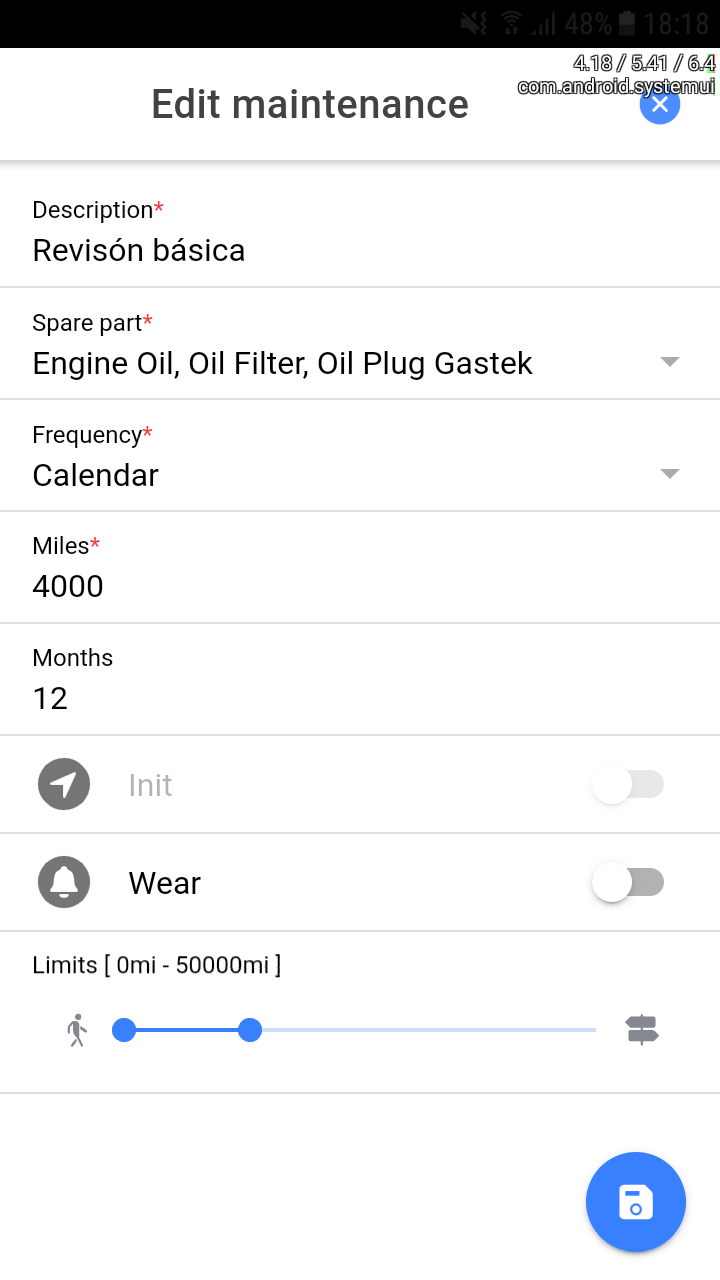 48% 18:18
4.18 / 5.41 / 6.4
com.android.systemui
Edit maintenance
Description*
Revisón básica
Spare part*
Engine Oil, Oil Filter, Oil Plug Gastek
Frequency*
Calendar
Miles*
4000
Months
12
Init
Wear
Limits [ 0mi - 50000mi ]